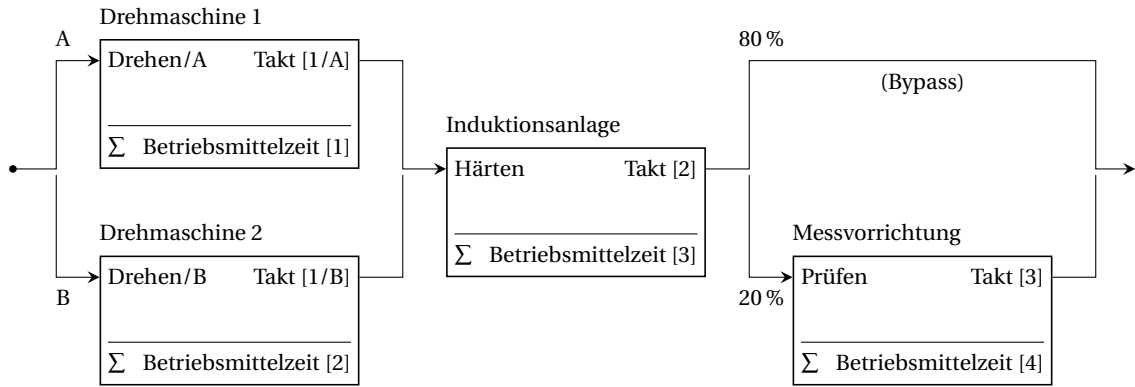 Drehmaschine 1
A
Drehen/A Takt [1/A]
∑ Betriebsmittelzeit [1]
Drehmaschine 2
B
Drehen/B Takt [1/B]
∑ Betriebsmittelzeit [2]
Induktionsanlage
Härten Takt [2]
∑ Betriebsmittelzeit [3]
80 %
(Bypass)
Messvorrichtung
20 %
Prüfen Takt [3]
∑ Betriebsmittelzeit [4]